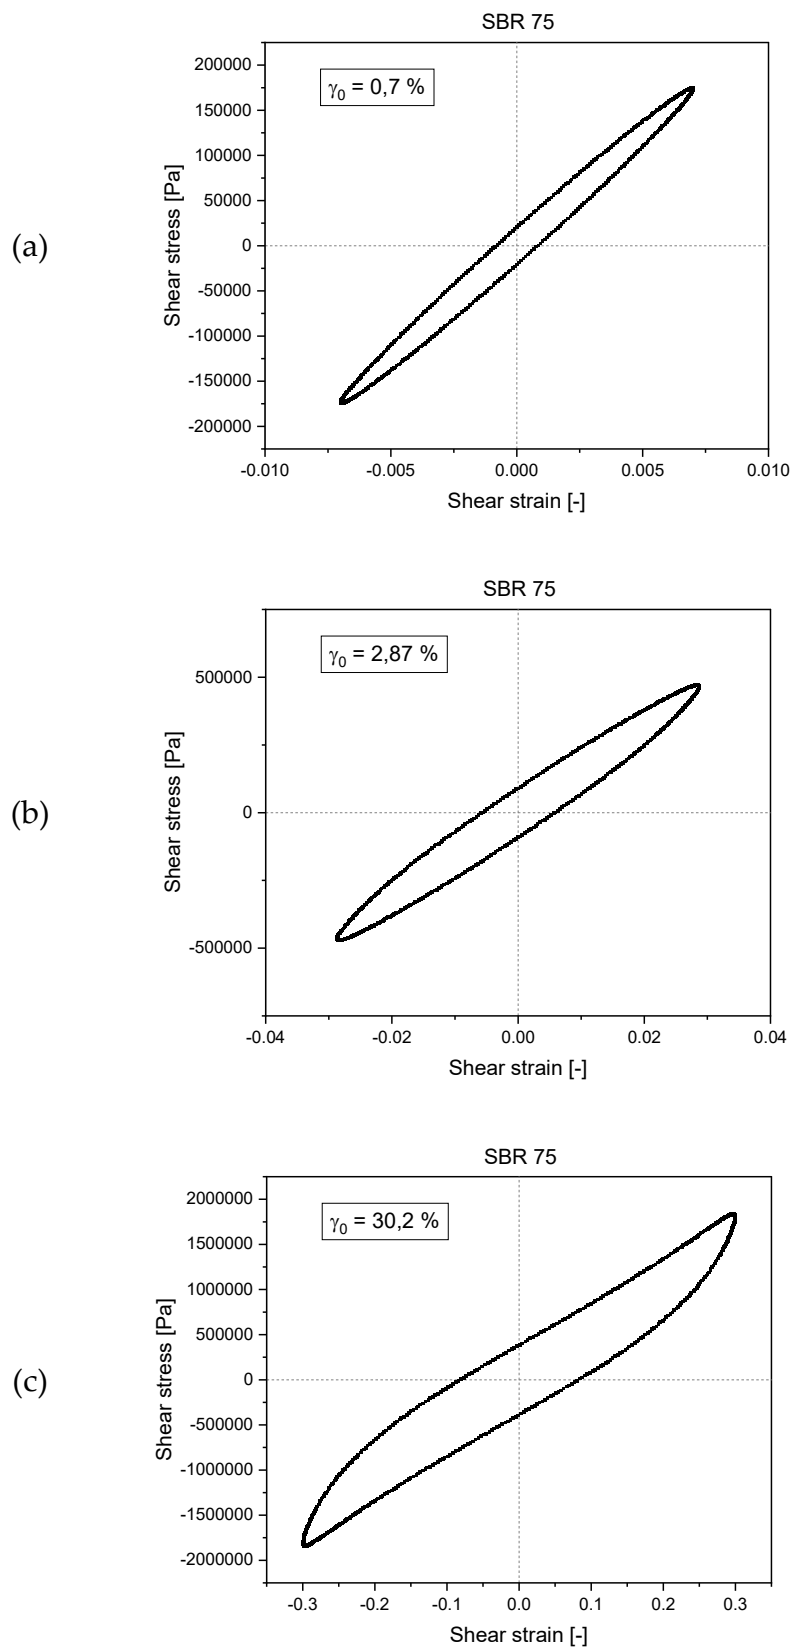 SBR 75
γ0 = 0,7 %
(a)
Shear stress [Pa]
200000
150000
100000
50000
0
-50000
-100000
-150000
-200000
-0.010 -0.005 0.000 0.005 0.010
Shear strain [-]
SBR 75
γ0 = 2,87 %
(b)
Shear stress [Pa]
500000
0
-500000
-0.04 -0.02 0.00 0.02 0.04
Shear strain [-]
SBR 75
γ0 = 30,2 %
(c)
Shear stress [Pa]
2000000
1500000
1000000
500000
0
-500000
-1000000
-1500000
-2000000
-0.3 -0.2 -0.1 0.0 0.1 0.2 0.3
Shear strain [-]